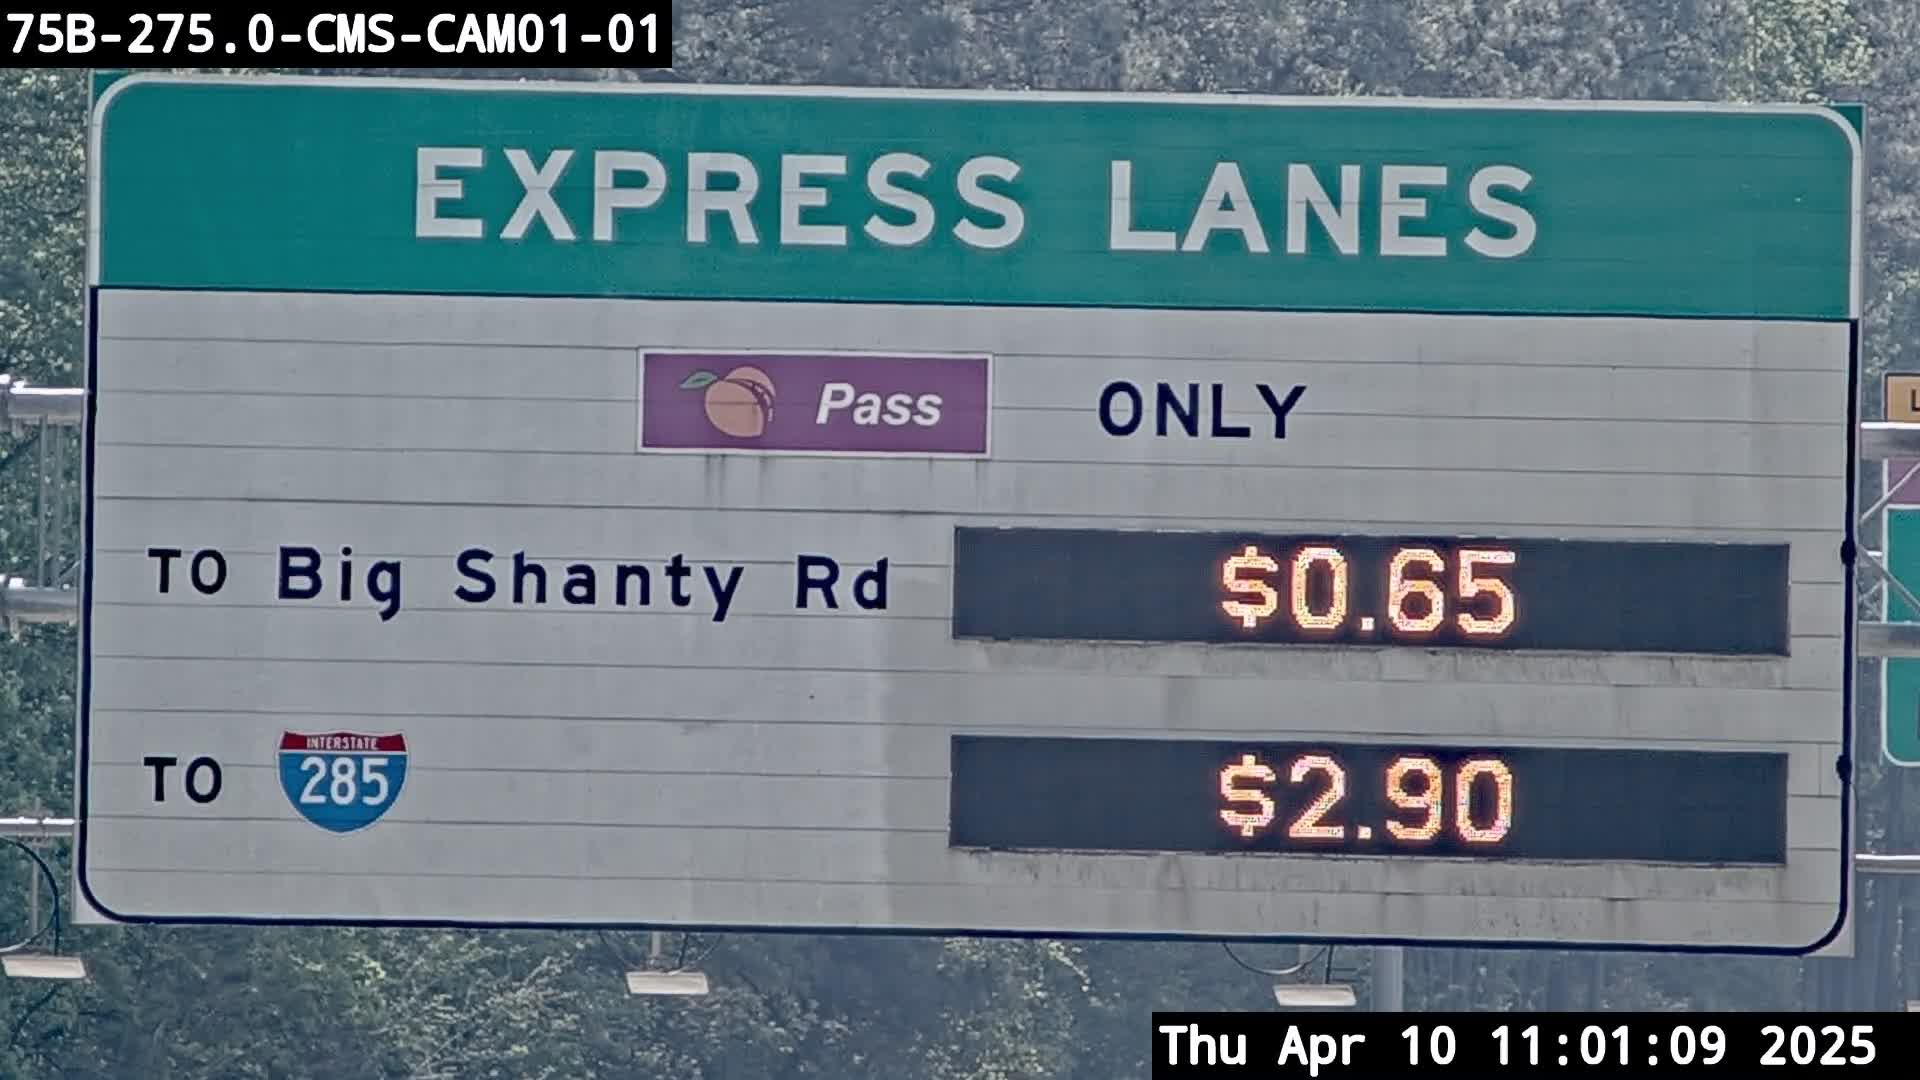 75B-275.0-CMS-CAM01-01
EXPRESS LANES
Pass ONLY
TO Big Shanty Rd $0.65
TO INTERSTATE 285 $2.90
Thu Apr 10 11:01:09 2025